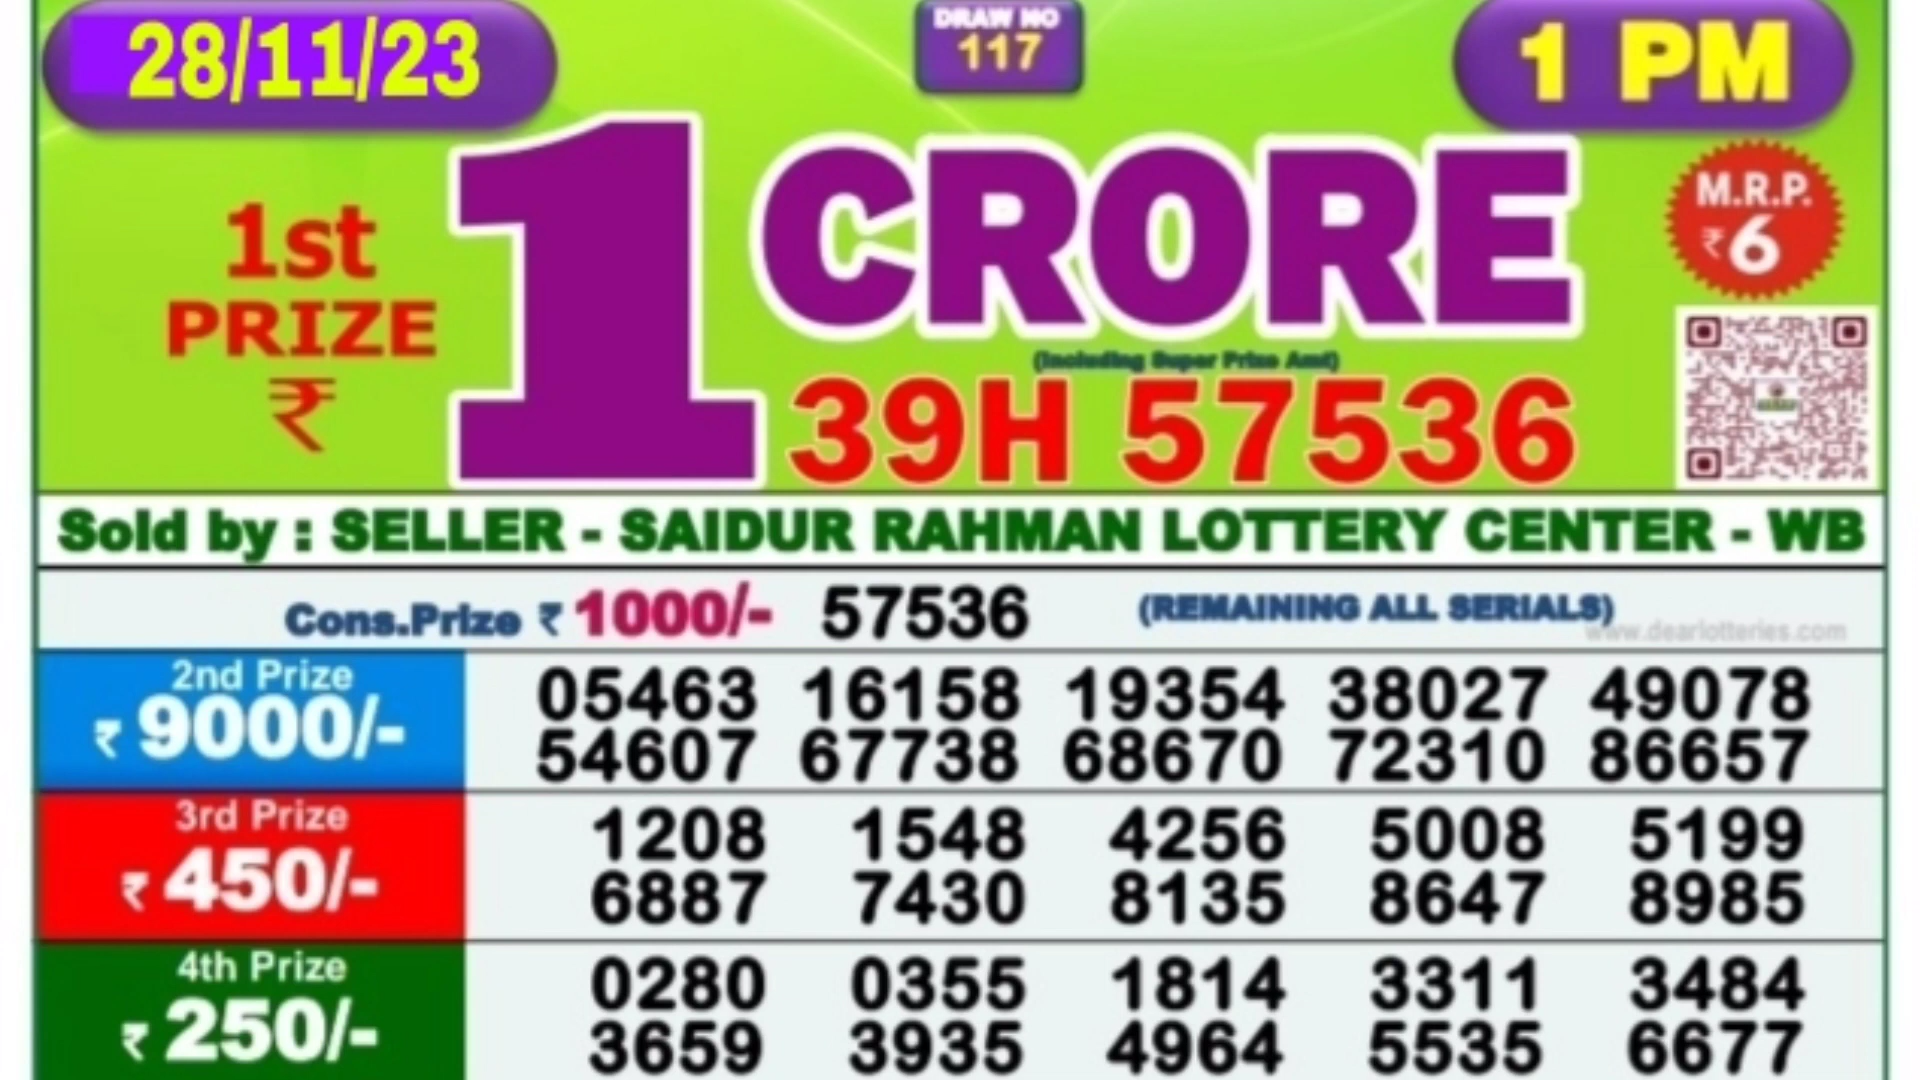 28/11/23
DRAW NO
117
1 PM
1st
PRIZE
₹
1 CRORE
M.R.P.
₹6
(Including Super Prize Amt)
39H 57536
Sold by : SELLER - SAIDUR RAHMAN LOTTERY CENTER - WB
Cons.Prize ₹ 1000/- 57536 (REMAINING ALL SERIALS)
www.dearlotteries.com
2nd Prize
₹ 9000/-
05463 16158 19354 38027 49078
54607 67738 68670 72310 86657
3rd Prize
₹ 450/-
1208 1548 4256 5008 5199
6887 7430 8135 8647 8985
4th Prize
₹ 250/-
0280 0355 1814 3311 3484
3659 3935 4964 5535 6677